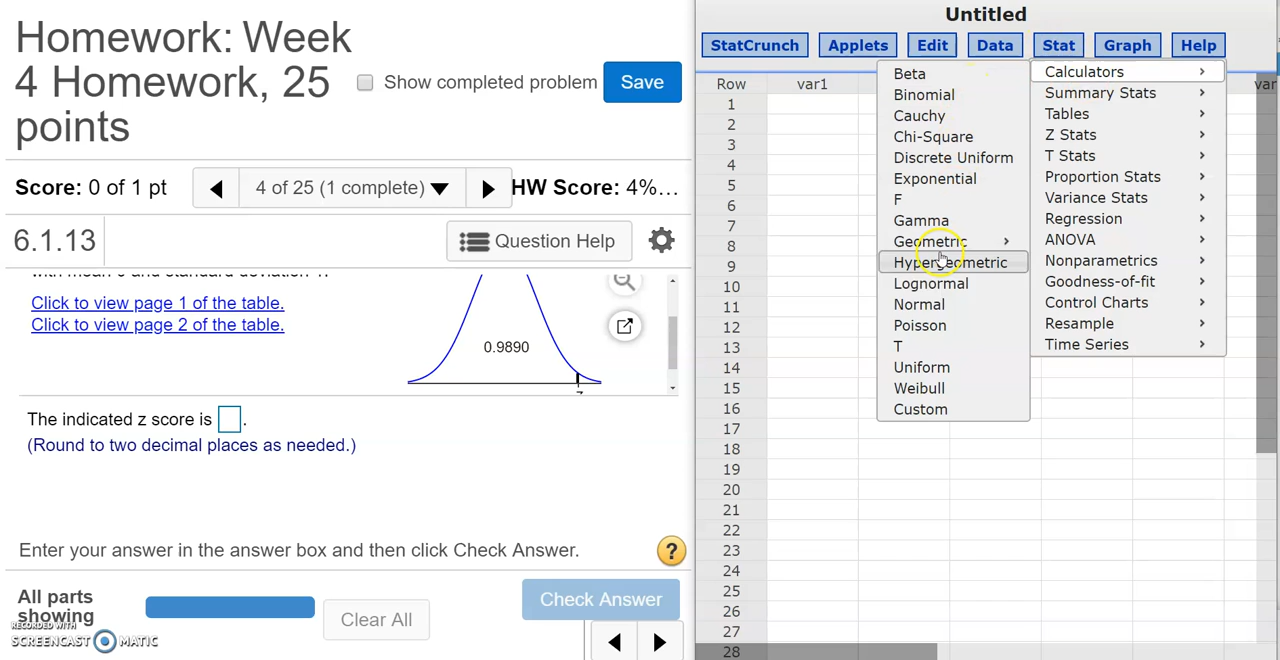 Homework: Week
4 Homework, 25
points
Show completed problem
Save
Score: 0 of 1 pt
4 of 25 (1 complete)
HW Score: 4%...
6.1.13
Question Help
Click to view page 1 of the table.
Click to view page 2 of the table.
0.9890
z
The indicated z score is .
(Round to two decimal places as needed.)
Enter your answer in the answer box and then click Check Answer.
?
All parts
showing
Clear All
Check Answer
RECORDED WITH
SCREENCAST MATIC
Untitled
StatCrunch Applets Edit Data Stat Graph Help
Row var1 var
1
2
3
4
5
6
7
8
9
10
11
12
13
14
15
16
17
18
19
20
21
22
23
24
25
26
27
28
Beta
Binomial
Cauchy
Chi-Square
Discrete Uniform
Exponential
F
Gamma
Geometric
Hypergeometric
Lognormal
Normal
Poisson
T
Uniform
Weibull
Custom
Calculators
Summary Stats
Tables
Z Stats
T Stats
Proportion Stats
Variance Stats
Regression
ANOVA
Nonparametrics
Goodness-of-fit
Control Charts
Resample
Time Series